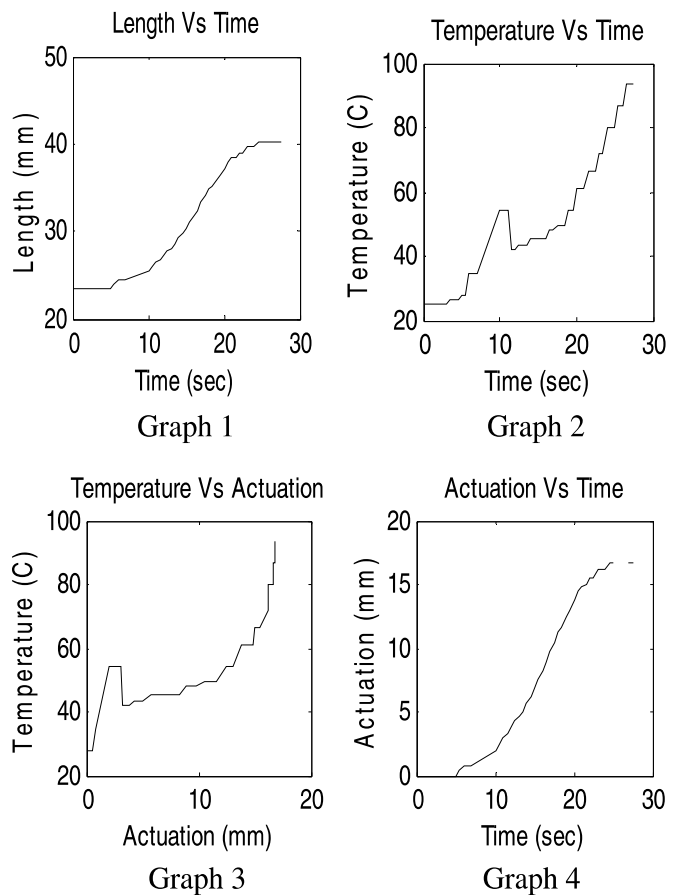 Length Vs Time
50
40
30
20
0 10 20 30
Length (mm)
Time (sec)
Graph 1
Temperature Vs Time
100
80
60
40
20
0 10 20 30
Temperature (C)
Time (sec)
Graph 2
Temperature Vs Actuation
100
80
60
40
20
0 10 20
Temperature (C)
Actuation (mm)
Graph 3
Actuation Vs Time
20
15
10
5
0
0 10 20 30
Actuation (mm)
Time (sec)
Graph 4